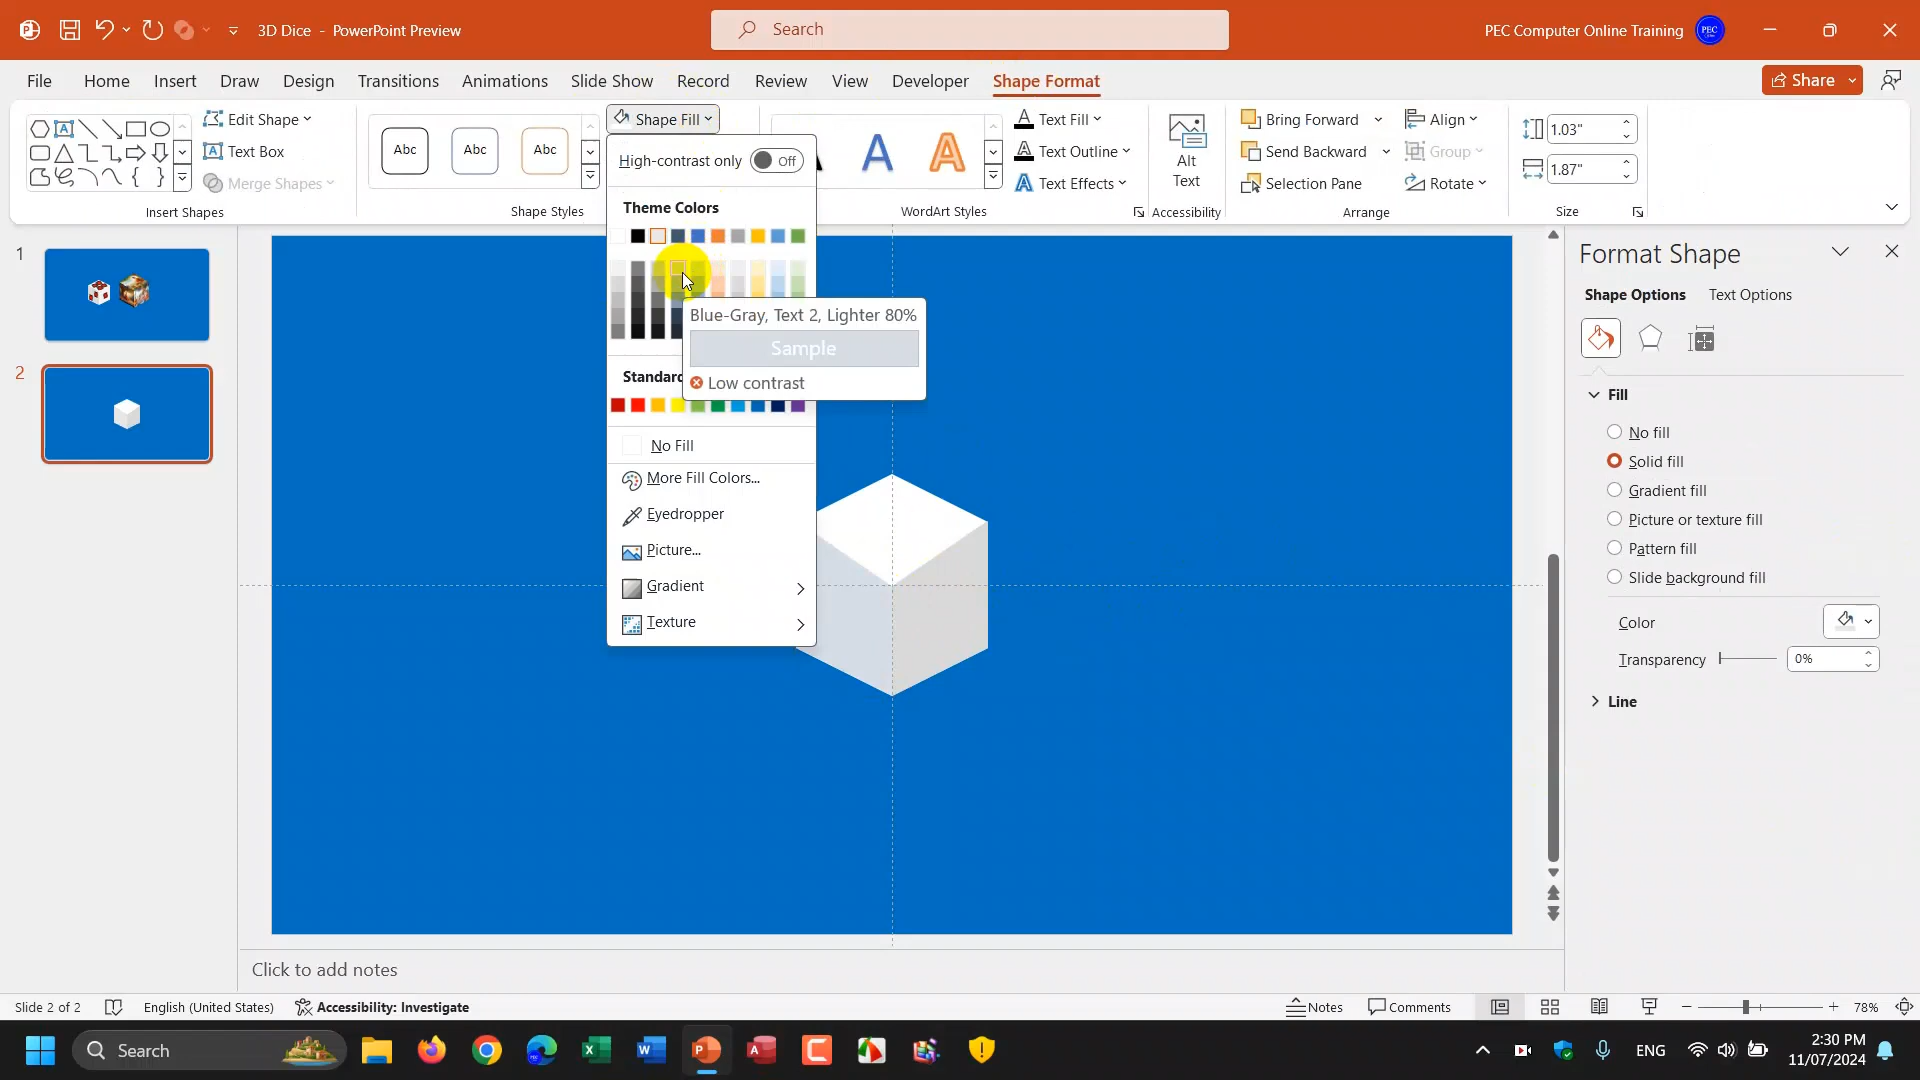 3D Dice - PowerPoint Preview
Search
PEC Computer Online Training
PEC
File Home Insert Draw Design Transitions Animations Slide Show Record Review View Developer Shape Format
Share
Edit Shape
Text Box
Merge Shapes
Insert Shapes
Abc Abc Abc
Shape Styles
Shape Fill
A A
WordArt Styles
Text Fill
Text Outline
Text Effects
Alt
Text
Accessibility
Bring Forward
Send Backward
Selection Pane
Align
Group
Rotate
Arrange
1.03"
1.87"
Size
High-contrast only Off
Theme Colors
Blue-Gray, Text 2, Lighter 80%
Sample
Low contrast
Standard
No Fill
More Fill Colors...
Eyedropper
Picture...
Gradient
Texture
1
2
Format Shape
Shape Options Text Options
Fill
No fill
Solid fill
Gradient fill
Picture or texture fill
Pattern fill
Slide background fill
Color
Transparency 0%
Line
Click to add notes
Slide 2 of 2 English (United States) Accessibility: Investigate
Notes Comments 78%
Search
ENG
2:30 PM
11/07/2024